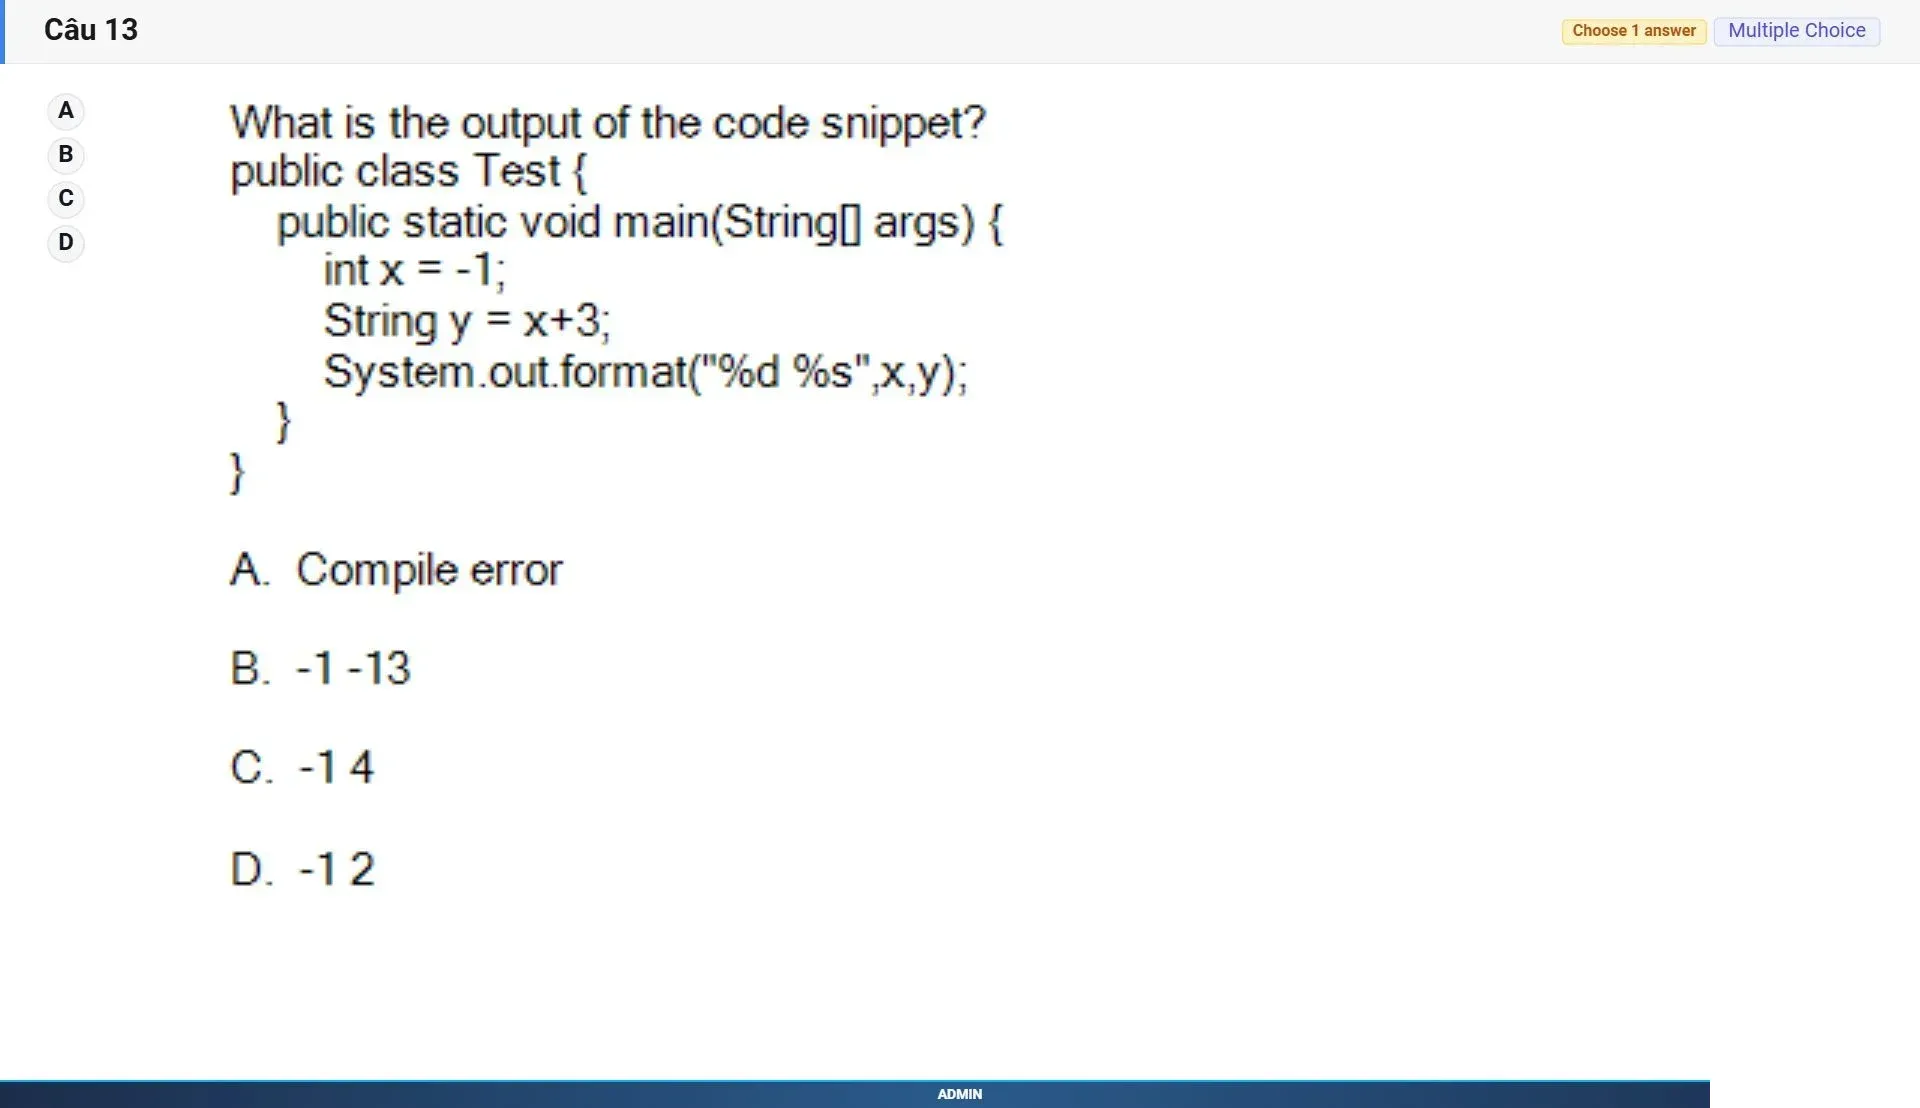 Câu 13
Choose 1 answer
Multiple Choice
A
B
C
D
What is the output of the code snippet?
public class Test {
public static void main(String[] args) {
int x = -1;
String y = x+3;
System.out.format("%d %s",x,y);
}
}
A. Compile error
B. -1 -13
C. -1 4
D. -1 2
ADMIN